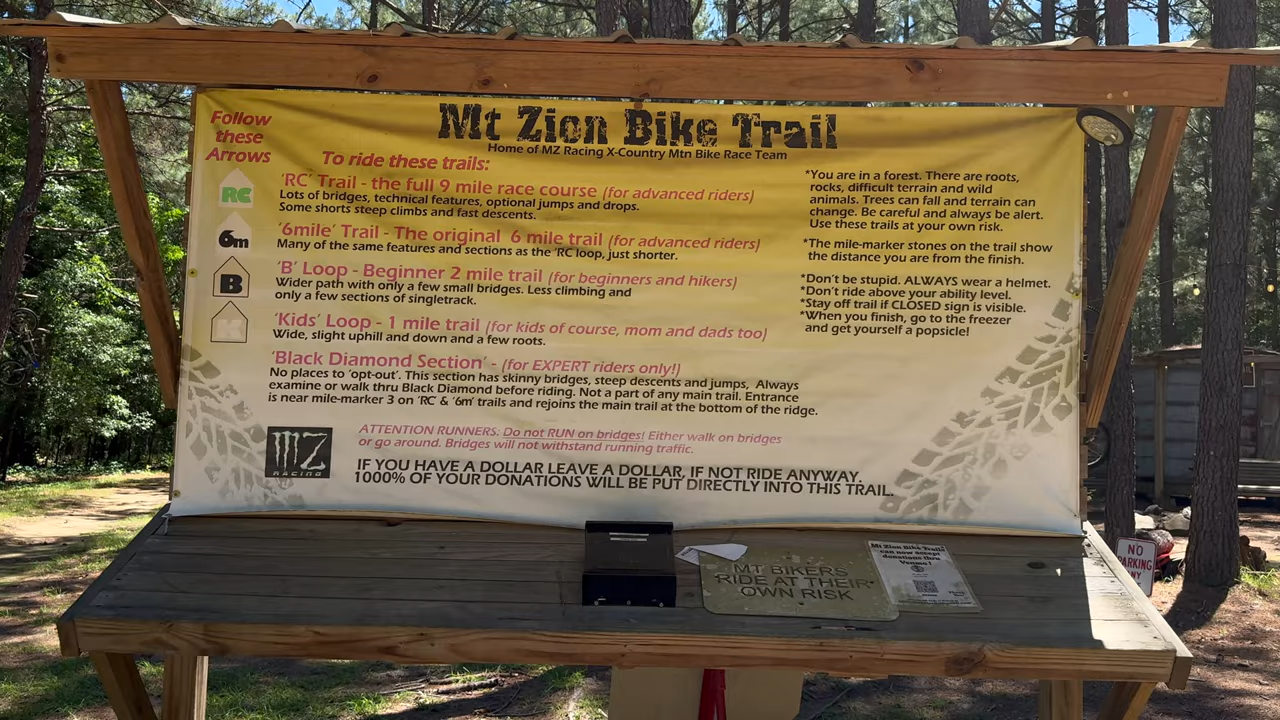 Mt Zion Bike Trail
Home of MZ Racing X-Country Mtn Bike Race Team
Follow
these
Arrows
To ride these trails:
RC
'RC' Trail - the full 9 mile race course (for advanced riders)
Lots of bridges, technical features, optional jumps and drops.
Some shorts steep climbs and fast descents.
6m
'6mile' Trail - The original 6 mile trail (for advanced riders)
Many of the same features and sections as the 'RC loop, just shorter.
B
'B' Loop - Beginner 2 mile trail (for beginners and hikers)
Wider path with only a few small bridges. Less climbing and
only a few sections of singletrack.
K
'Kids' Loop - 1 mile trail (for kids of course, mom and dads too)
Wide, slight uphill and down and a few roots.
'Black Diamond Section' - (for EXPERT riders only!)
No places to 'opt-out'. This section has skinny bridges, steep descents and jumps, Always
examine or walk thru Black Diamond before riding. Not a part of any main trail. Entrance
is near mile-marker 3 on 'RC' & '6m' trails and rejoins the main trail at the bottom of the ridge.
*You are in a forest. There are roots,
rocks, difficult terrain and wild
animals. Trees can fall and terrain can
change. Be careful and always be alert.
Use these trails at your own risk.
*The mile-marker stones on the trail show
the distance you are from the finish.
*Don't be stupid. ALWAYS wear a helmet.
*Don't ride above your ability level.
*Stay off trail if CLOSED sign is visible.
*When you finish, go to the freezer
and get yourself a popsicle!
MZ
RACING
ATTENTION RUNNERS: Do not RUN on bridges! Either walk on bridges
or go around. Bridges will not withstand running traffic.
IF YOU HAVE A DOLLAR LEAVE A DOLLAR, IF NOT RIDE ANYWAY.
1000% OF YOUR DONATIONS WILL BE PUT DIRECTLY INTO THIS TRAIL.
MT BIKERS
RIDE AT THEIR
OWN RISK
Mt Zion Bike Trails
can now accept
donations thru
Venmo!
NO
PARKING
ANY